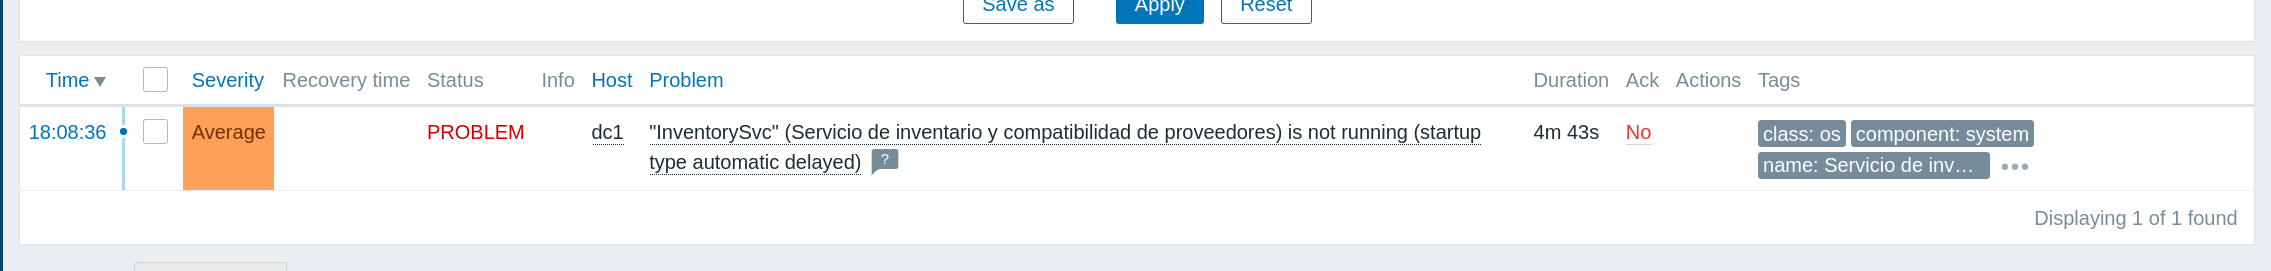 Save as Apply Reset
Time Severity Recovery time Status Info Host Problem Duration Ack Actions Tags
18:08:36 Average PROBLEM dc1 "InventorySvc" (Servicio de inventario y compatibilidad de proveedores) is not running (startup 4m 43s No class: os component: system
type automatic delayed) ? name: Servicio de inv…
Displaying 1 of 1 found